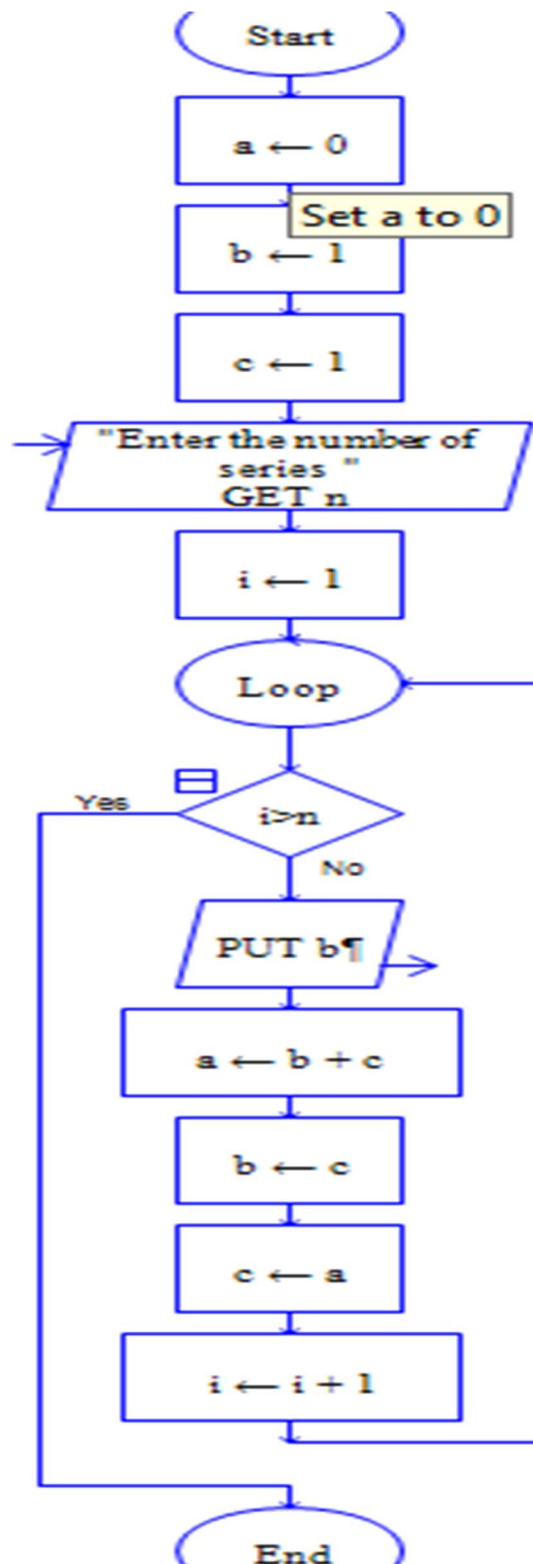 Start
a ← 0
Set a to 0
b ← 1
c ← 1
"Enter the number of
series "
GET n
i ← 1
Loop
Yes
i>n
No
PUT b¶
a ← b + c
b ← c
c ← a
i ← i + 1
End